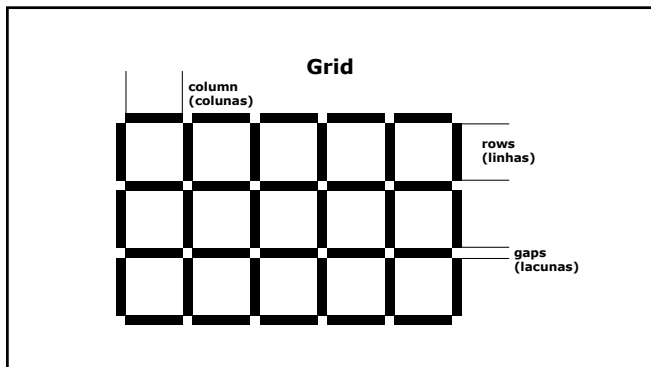 Grid
column
(colunas)
rows
(linhas)
gaps
(lacunas)